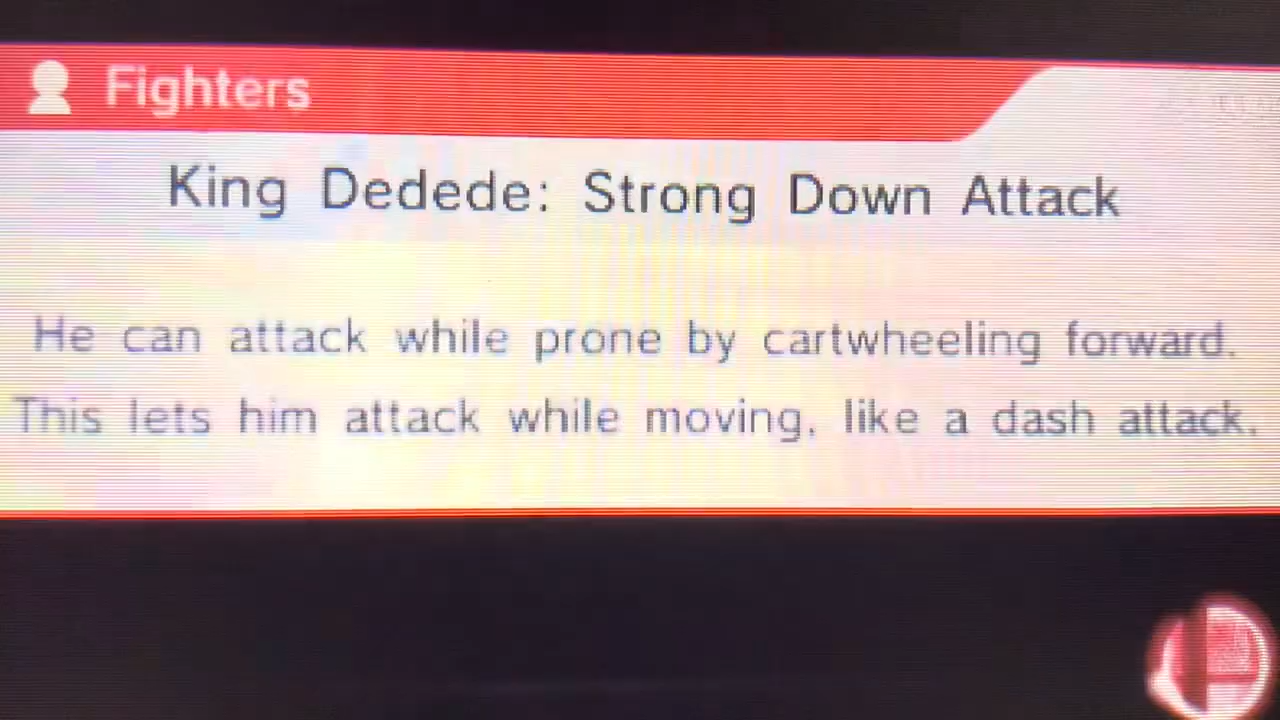 Fighters
King Dedede: Strong Down Attack
He can attack while prone by cartwheeling forward.
This lets him attack while moving, like a dash attack.